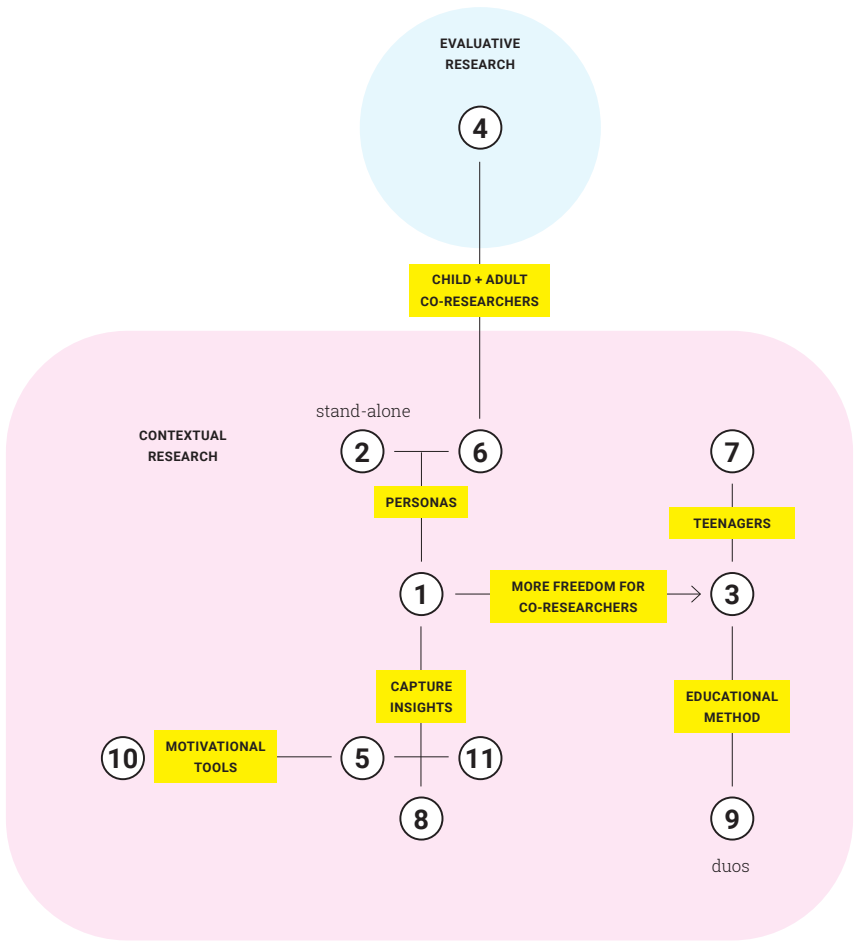 EVALUATIVE
RESEARCH
4
CHILD + ADULT
CO-RESEARCHERS
stand-alone
CONTEXTUAL
RESEARCH
2
6
7
PERSONAS
TEENAGERS
1
MORE FREEDOM FOR
CO-RESEARCHERS
3
CAPTURE
INSIGHTS
EDUCATIONAL
METHOD
10
MOTIVATIONAL
TOOLS
5
11
8
9
duos